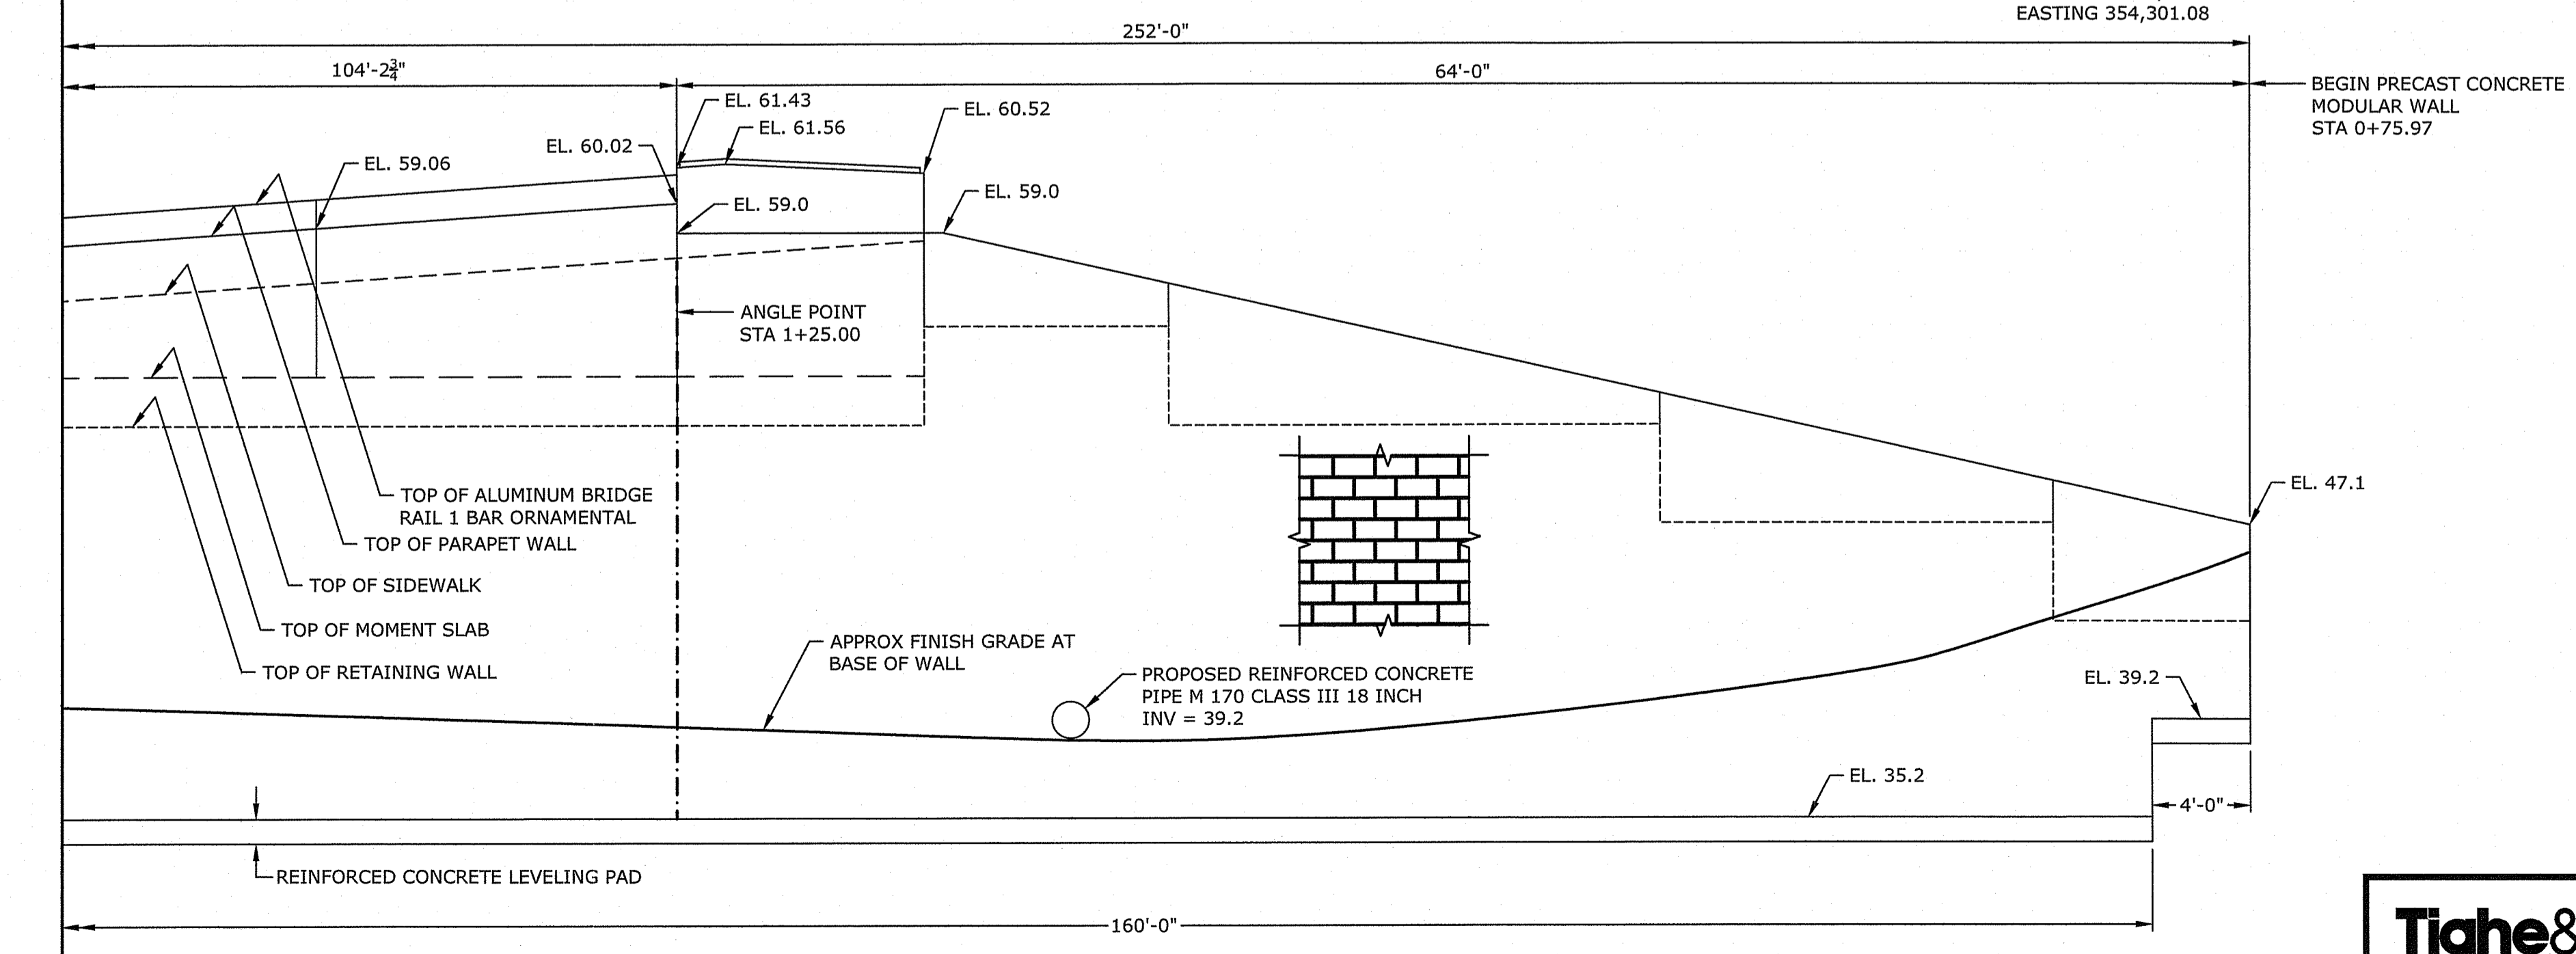 EASTING 354,301.08
252'-0"
104'-2¾"
64'-0"
BEGIN PRECAST CONCRETE
MODULAR WALL
STA 0+75.97
EL. 61.43
EL. 61.56
EL. 60.52
EL. 60.02
EL. 59.06
EL. 59.0
EL. 59.0
ANGLE POINT
STA 1+25.00
EL. 47.1
TOP OF ALUMINUM BRIDGE
RAIL 1 BAR ORNAMENTAL
TOP OF PARAPET WALL
TOP OF SIDEWALK
TOP OF MOMENT SLAB
TOP OF RETAINING WALL
APPROX FINISH GRADE AT
BASE OF WALL
PROPOSED REINFORCED CONCRETE
PIPE M 170 CLASS III 18 INCH
INV = 39.2
EL. 39.2
EL. 35.2
4'-0"
REINFORCED CONCRETE LEVELING PAD
160'-0"
Tighe&